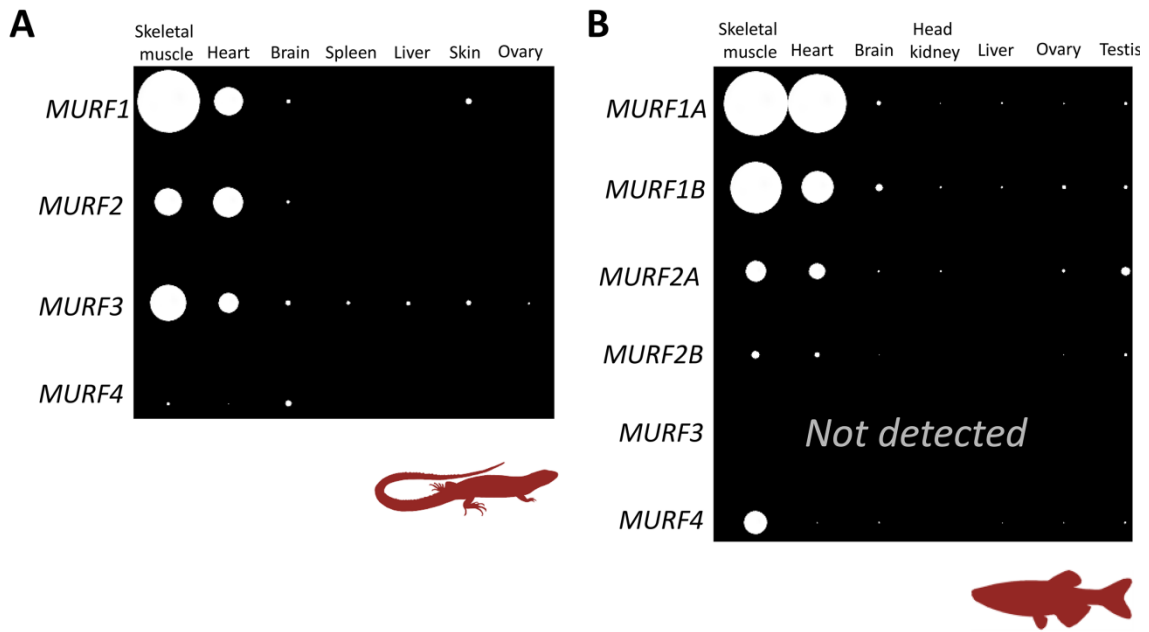 A
Skeletal
muscle Heart Brain Spleen Liver Skin Ovary
MURF1
MURF2
MURF3
MURF4
B
Skeletal
muscle Heart Brain Head
kidney Liver Ovary Testis
MURF1A
MURF1B
MURF2A
MURF2B
MURF3 Not detected
MURF4